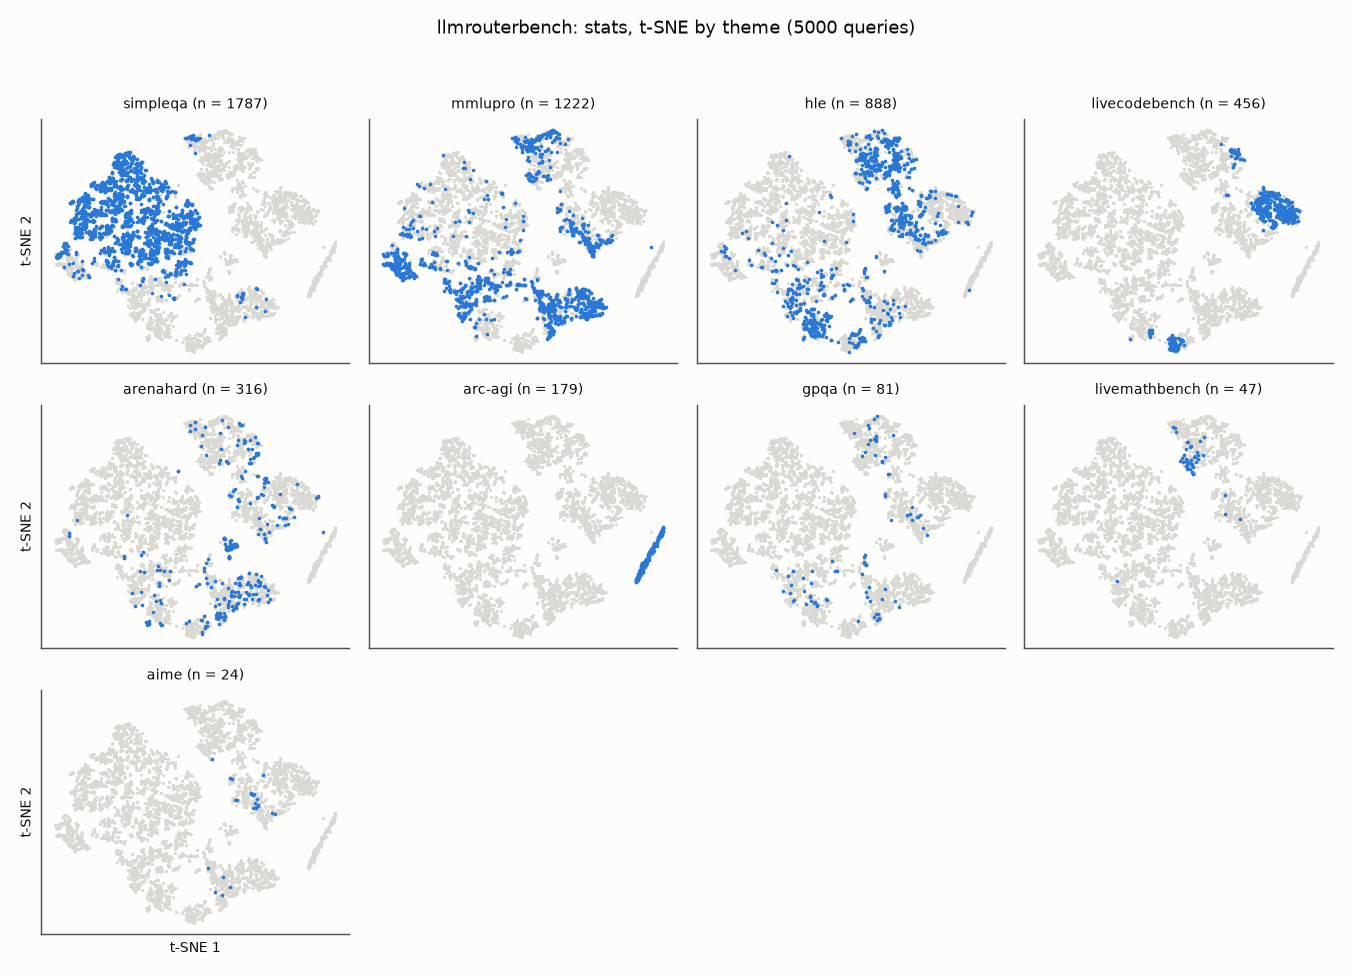 llmrouterbench: stats, t-SNE by theme (5000 queries)
simpleqa (n = 1787)
mmlupro (n = 1222)
hle (n = 888)
livecodebench (n = 456)
t-SNE 2
arenahard (n = 316)
arc-agi (n = 179)
gpqa (n = 81)
livemathbench (n = 47)
t-SNE 2
aime (n = 24)
t-SNE 2
t-SNE 1